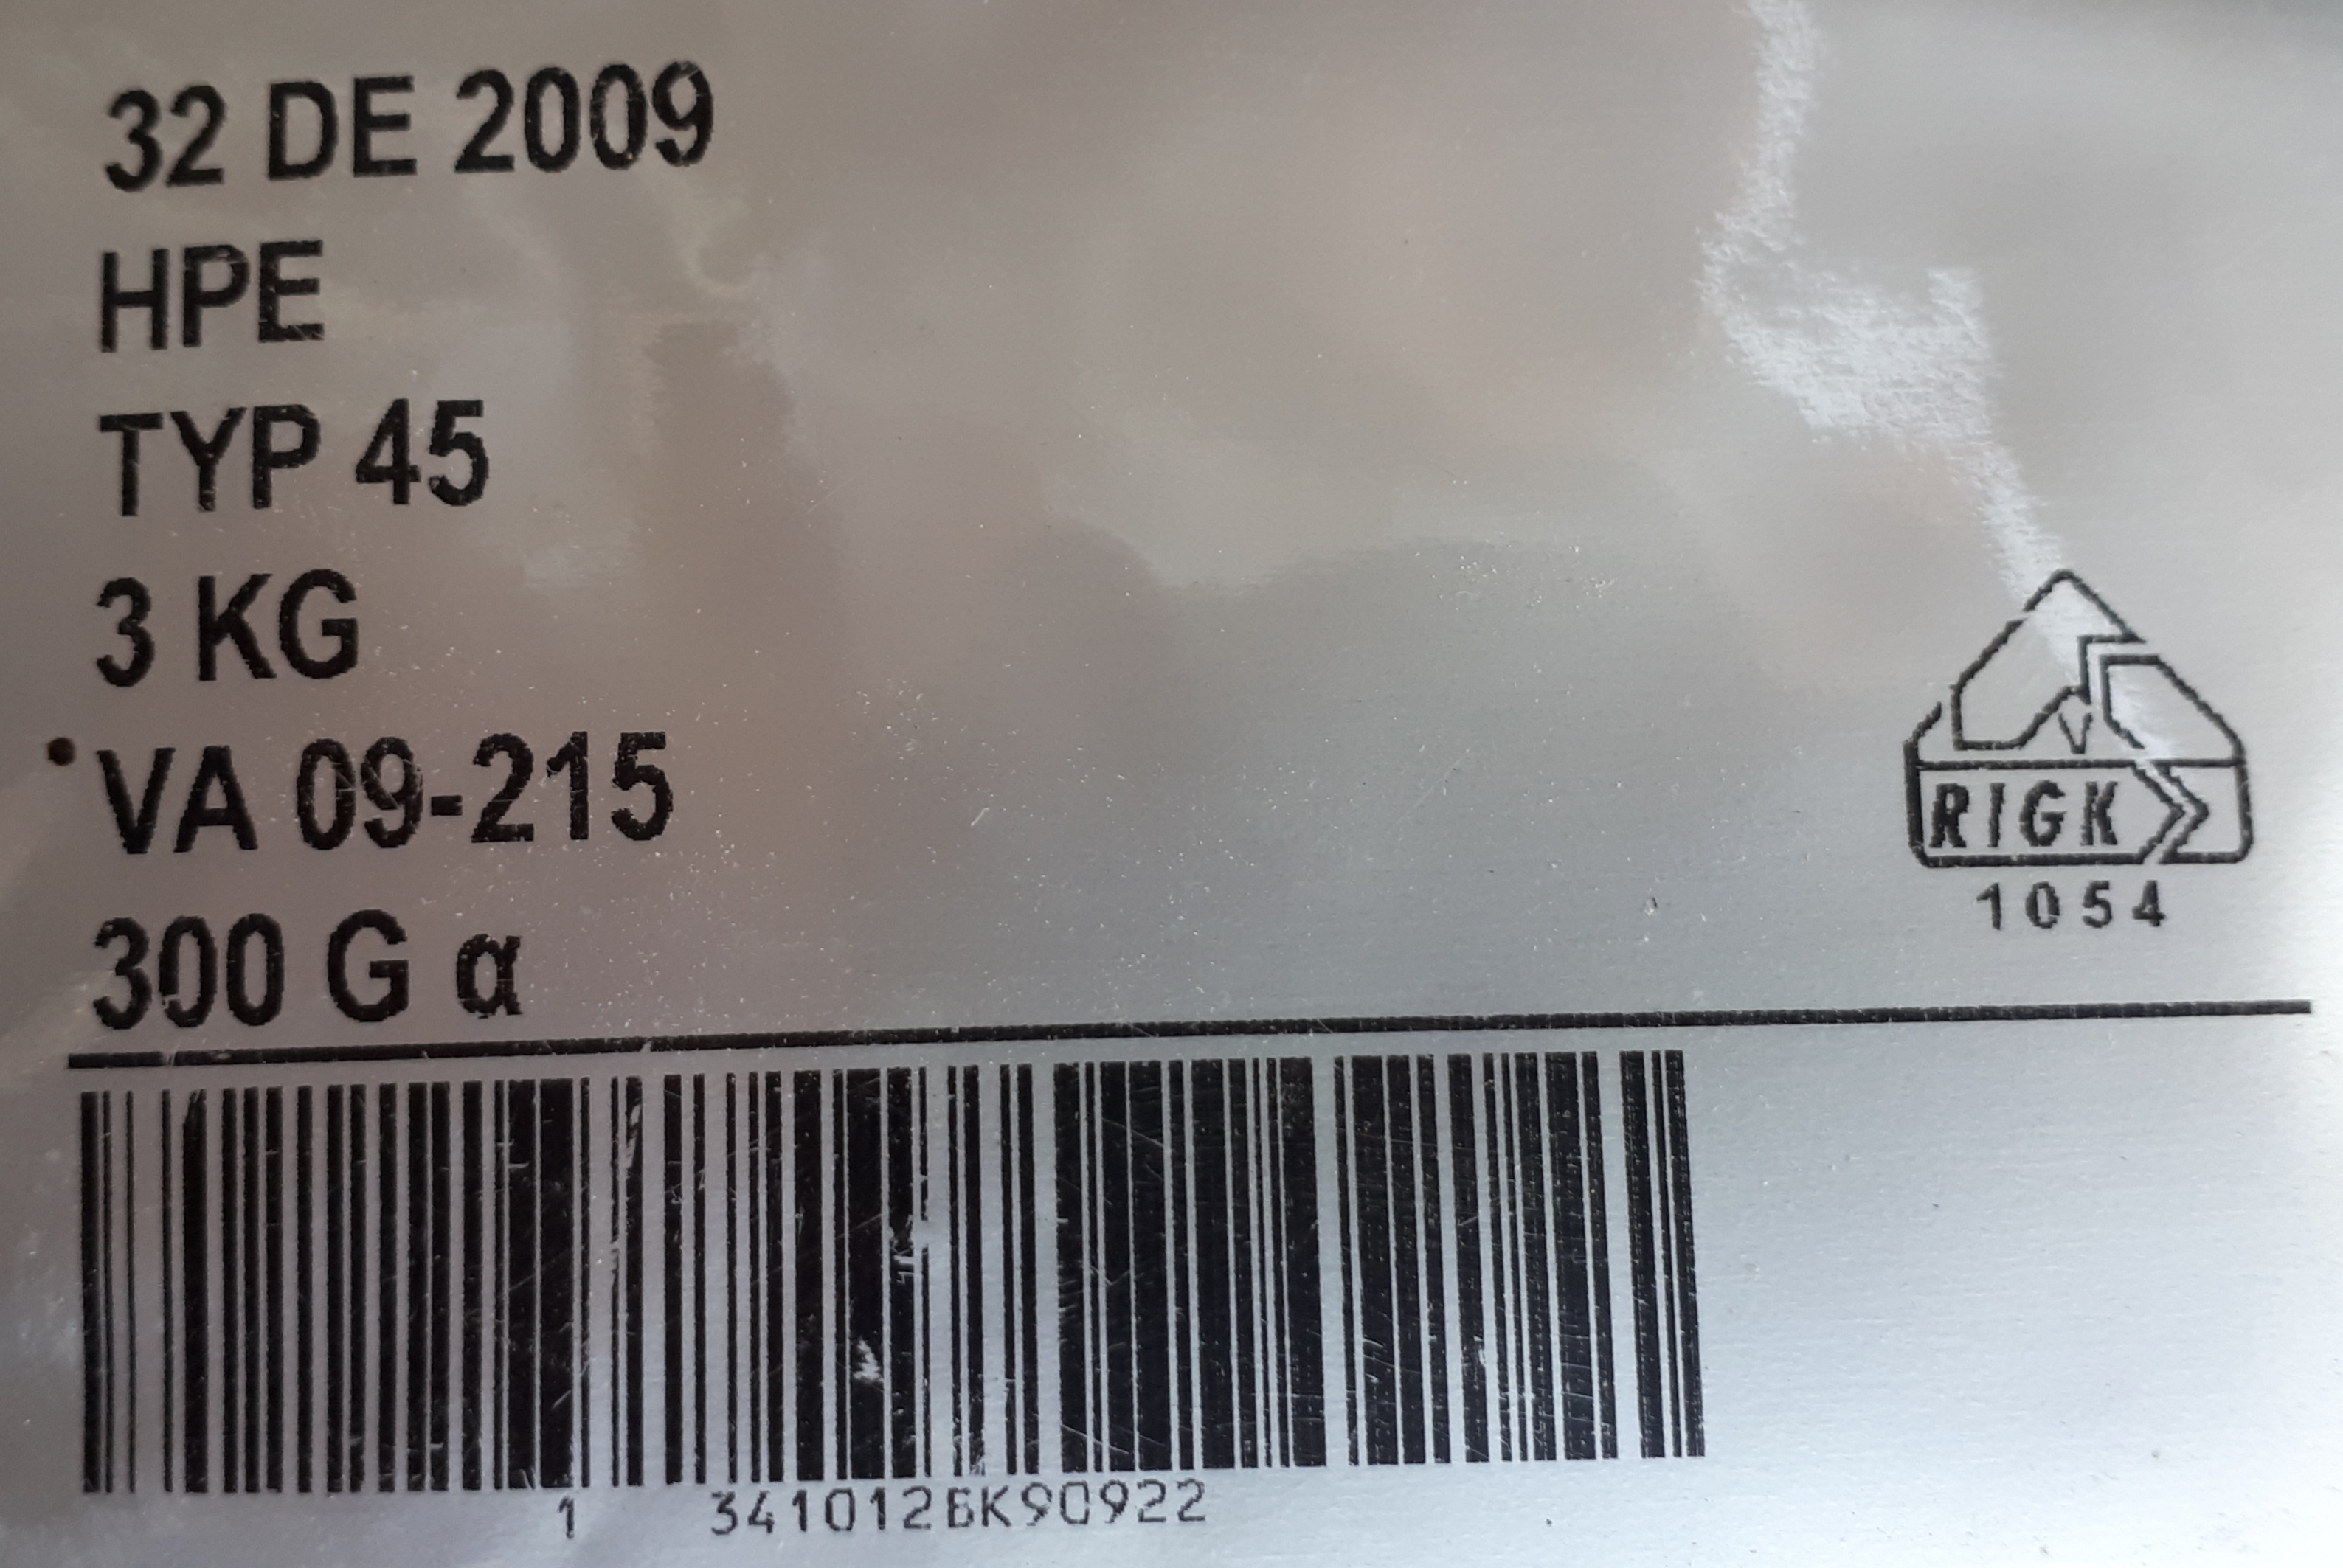 32 DE 2009
HPE
TYP 45
3 KG
VA 09-215
300 G α
RIGK
1054
1 341012BK90922